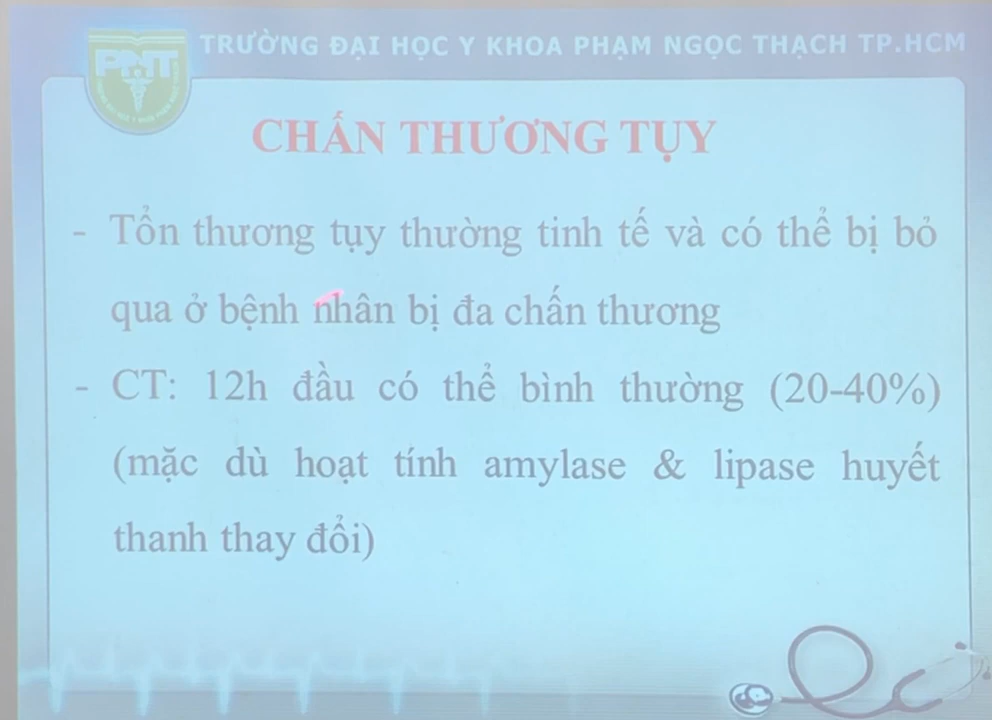 PNT
TRƯỜNG ĐẠI HỌC Y KHOA PHẠM NGỌC THẠCH TP.HCM
CHẤN THƯƠNG TỤY
- Tổn thương tụy thường tinh tế và có thể bị bỏ
qua ở bệnh nhân bị đa chấn thương
- CT: 12h đầu có thể bình thường (20-40%)
(mặc dù hoạt tính amylase & lipase huyết
thanh thay đổi)